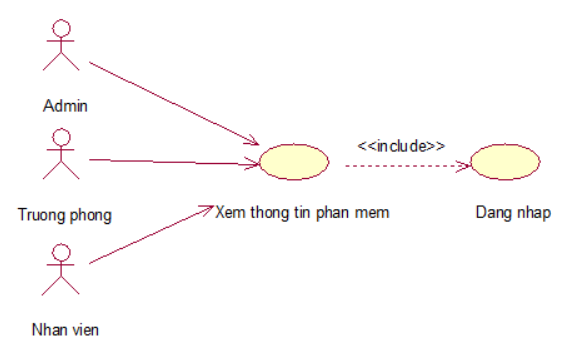 Admin
<<include>>
Truong phong
Xem thong tin phan mem
Dang nhap
Nhan vien